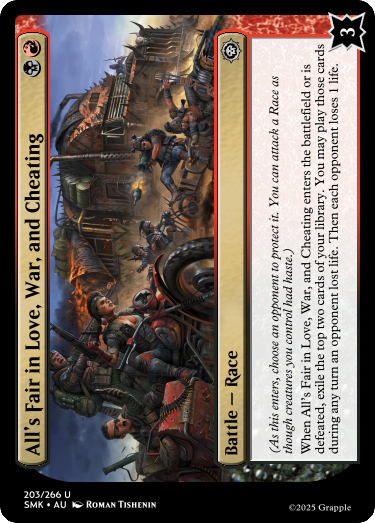 All's Fair in Love, War, and Cheating
Battle — Race
3
(As this enters, choose an opponent to protect it. You can attack a Race as
though creatures you control had haste.)
When All's Fair in Love, War, and Cheating enters the battlefield or is
defeated, exile the top two cards of your library. You may play those cards
during any turn an opponent lost life. Then each opponent loses 1 life.
203/266 U
SMK • AU Roman Tishenin
©2025 Grapple